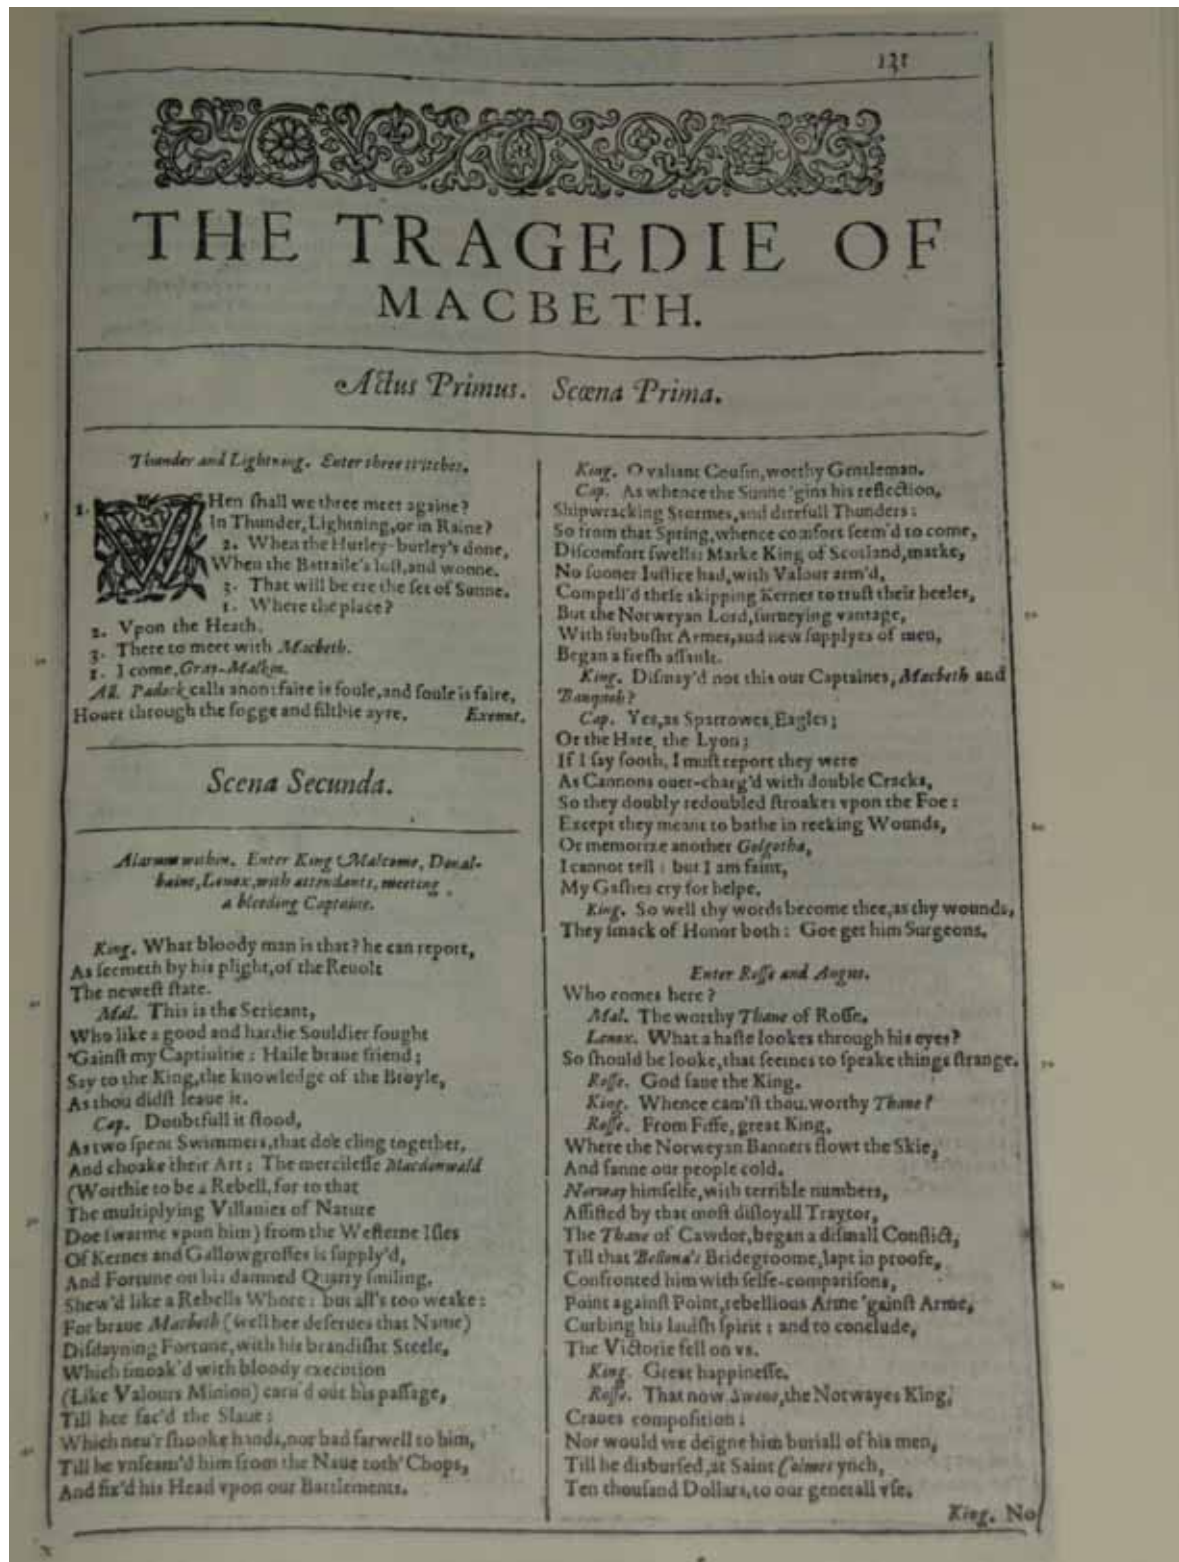 131
THE TRAGEDIE OF
MACBETH.
Actus Primus. Scœna Prima.
Thunder and Lightning. Enter three Witches.
1. WHen ſhall we three meet againe?
In Thunder, Lightning, or in Raine?
2. When the Hurley-burley's done,
When the Battaile's loſt, and wonne.
3. That will be ere the ſet of Sunne.
1. Where the place?
2. Vpon the Heath.
3. There to meet with Macbeth.
1. I come, Gray-Malkin.
All. Padock calls anon: faire is foule, and foule is faire,
Houer through the fogge and filthie ayre. Exeunt.
Scena Secunda.
Alarum within. Enter King Malcome, Donal-
baine, Lenox, with attendants, meeting
a bleeding Captaine.
King. What bloody man is that? he can report,
As ſeemeth by his plight, of the Reuolt
The neweſt ſtate.
Mal. This is the Serieant,
Who like a good and hardie Souldier fought
'Gainſt my Captiuitie: Haile braue friend;
Say to the King, the knowledge of the Broyle,
As thou didſt leaue it.
Cap. Doubtfull it ſtood,
As two ſpent Swimmers, that doe cling together,
And choake their Art: The mercileſſe Macdonwald
(Worthie to be a Rebell, for to that
The multiplying Villanies of Nature
Doe ſwarme vpon him) from the Weſterne Iſles
Of Kernes and Gallowgroſſes is ſupply'd,
And Fortune on his damned Quarry ſmiling,
Shew'd like a Rebells Whore: but all's too weake:
For braue Macbeth (well hee deſerues that Name)
Diſdayning Fortune, with his brandiſht Steele,
Which ſmoak'd with bloody execution
(Like Valours Minion) caru'd out his paſſage,
Till hee fac'd the Slaue:
Which neu'r ſhooke hands, nor bad farwell to him,
Till he vnſeam'd him from the Naue toth' Chops,
And fix'd his Head vpon our Battlements.
King. O valiant Couſin, worthy Gentleman.
Cap. As whence the Sunne 'gins his reflection,
Shipwracking Stormes, and direfull Thunders:
So from that Spring, whence comfort ſeem'd to come,
Diſcomfort ſwells: Marke King of Scotland, marke,
No ſooner Iuſtice had, with Valour arm'd,
Compell'd theſe skipping Kernes to truſt their heeles,
But the Norweyan Lord, ſurueying vantage,
With furbuſht Armes, and new ſupplyes of men,
Began a freſh aſſault.
King. Diſmay'd not this our Captaines, Macbeth and
Banquoh?
Cap. Yes, as Sparrowes, Eagles;
Or the Hare, the Lyon;
If I ſay ſooth, I muſt report they were
As Cannons ouer-charg'd with double Cracks,
So they doubly redoubled ſtroakes vpon the Foe:
Except they meant to bathe in reeking Wounds,
Or memorize another Golgotha,
I cannot tell: but I am faint,
My Gaſhes cry for helpe.
King. So well thy words become thee, as thy wounds,
They ſmack of Honor both: Goe get him Surgeons.
Enter Roſſe and Angus.
Who comes here?
Mal. The worthy Thane of Roſſe.
Lenox. What a haſte lookes through his eyes?
So ſhould he looke, that ſeemes to ſpeake things ſtrange.
Roſſe. God ſaue the King.
King. Whence cam'ſt thou, worthy Thane?
Roſſe. From Fiffe, great King,
Where the Norweyan Banners flowt the Skie,
And fanne our people cold.
Norway himſelfe, with terrible numbers,
Aſſiſted by that moſt diſloyall Traytor,
The Thane of Cawdor, began a diſmall Conflict,
Till that Bellona's Bridegroome, lapt in proofe,
Confronted him with ſelfe-compariſons,
Point againſt Point, rebellious Arme 'gainſt Arme,
Curbing his lauiſh ſpirit: and to conclude,
The Victorie fell on vs.
King. Great happineſſe.
Roſſe. That now Sweno, the Norwayes King,
Craues compoſition:
Nor would we deigne him buriall of his men,
Till he disburſed, at Saint Colmes ynch,
Ten thouſand Dollars, to our generall vſe.
King. No